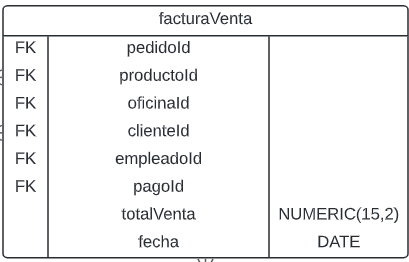 facturaVenta
FK pedidoId
FK productoId
FK oficinaId
FK clienteId
FK empleadoId
FK pagoId
totalVenta NUMERIC(15,2)
fecha DATE